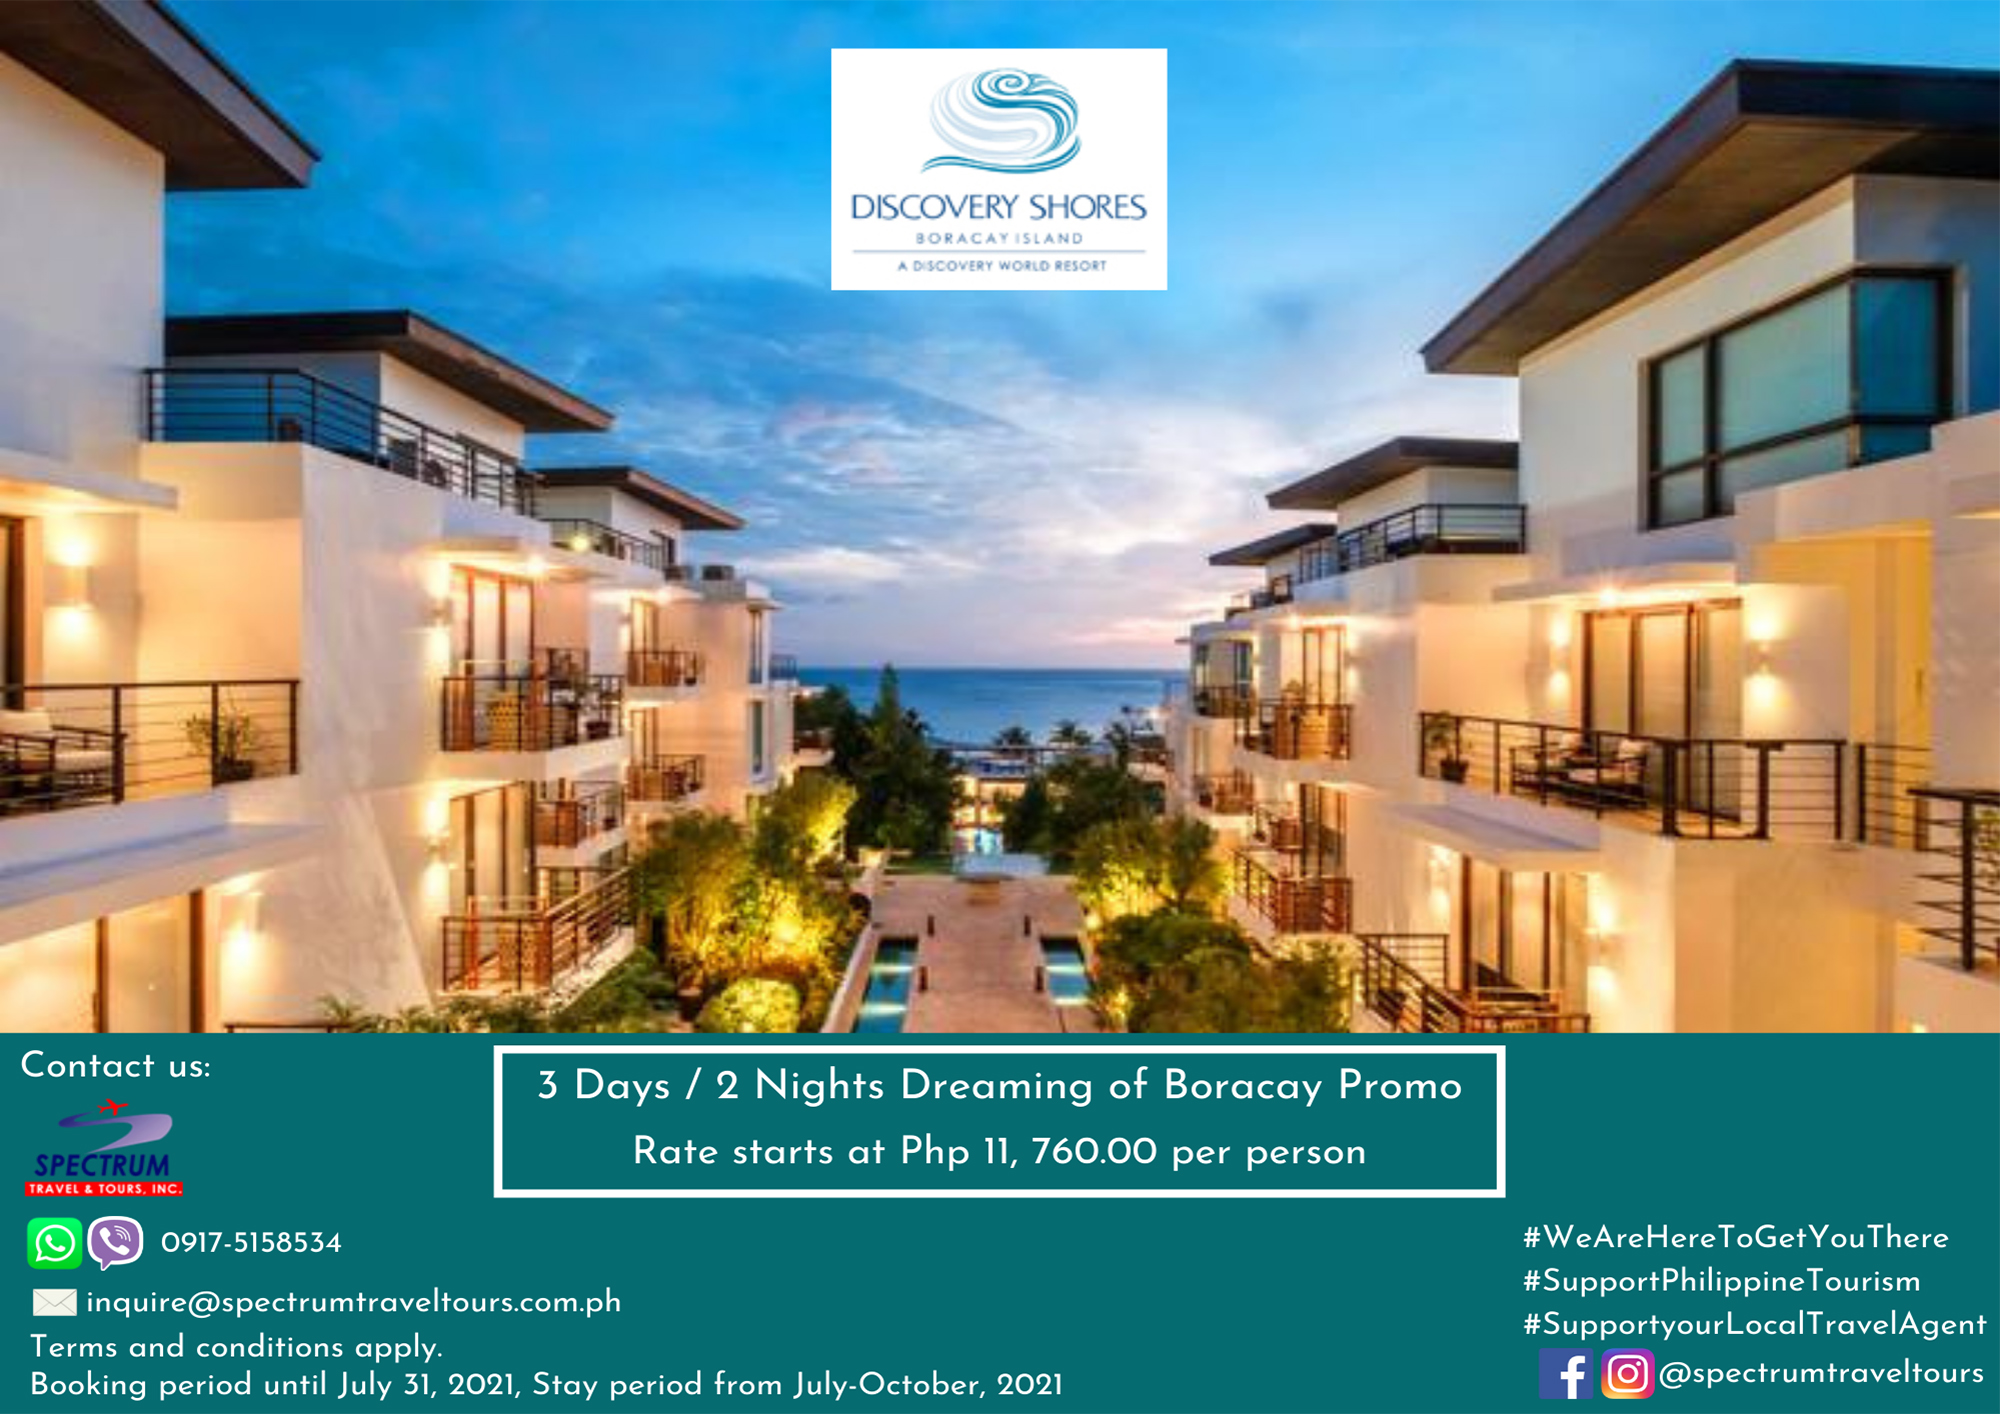 DISCOVERY SHORES
BORACAY ISLAND
A DISCOVERY WORLD RESORT
Contact us:
SPECTRUM
TRAVEL & TOURS, INC.
3 Days / 2 Nights Dreaming of Boracay Promo
Rate starts at Php 11, 760.00 per person
0917-5158534
inquire@spectrumtraveltours.com.ph
Terms and conditions apply.
Booking period until July 31, 2021, Stay period from July-October, 2021
#WeAreHereToGetYouThere
#SupportPhilippineTourism
#SupportyourLocalTravelAgent
@spectrumtraveltours